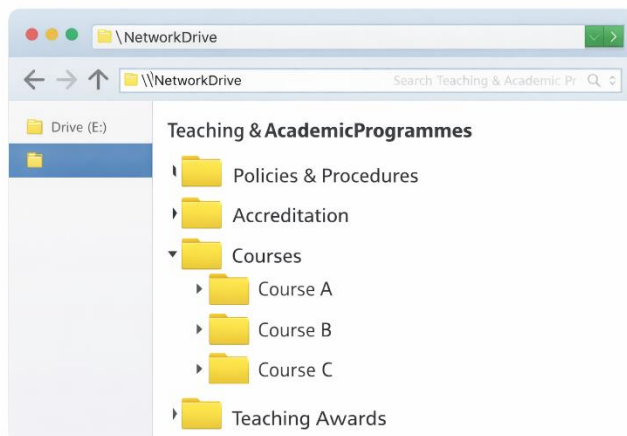 \ NetworkDrive
\\NetworkDrive Search Teaching & Academic Pr
Drive (E:)
Teaching & AcademicProgrammes
Policies & Procedures
Accreditation
Courses
Course A
Course B
Course C
Teaching Awards